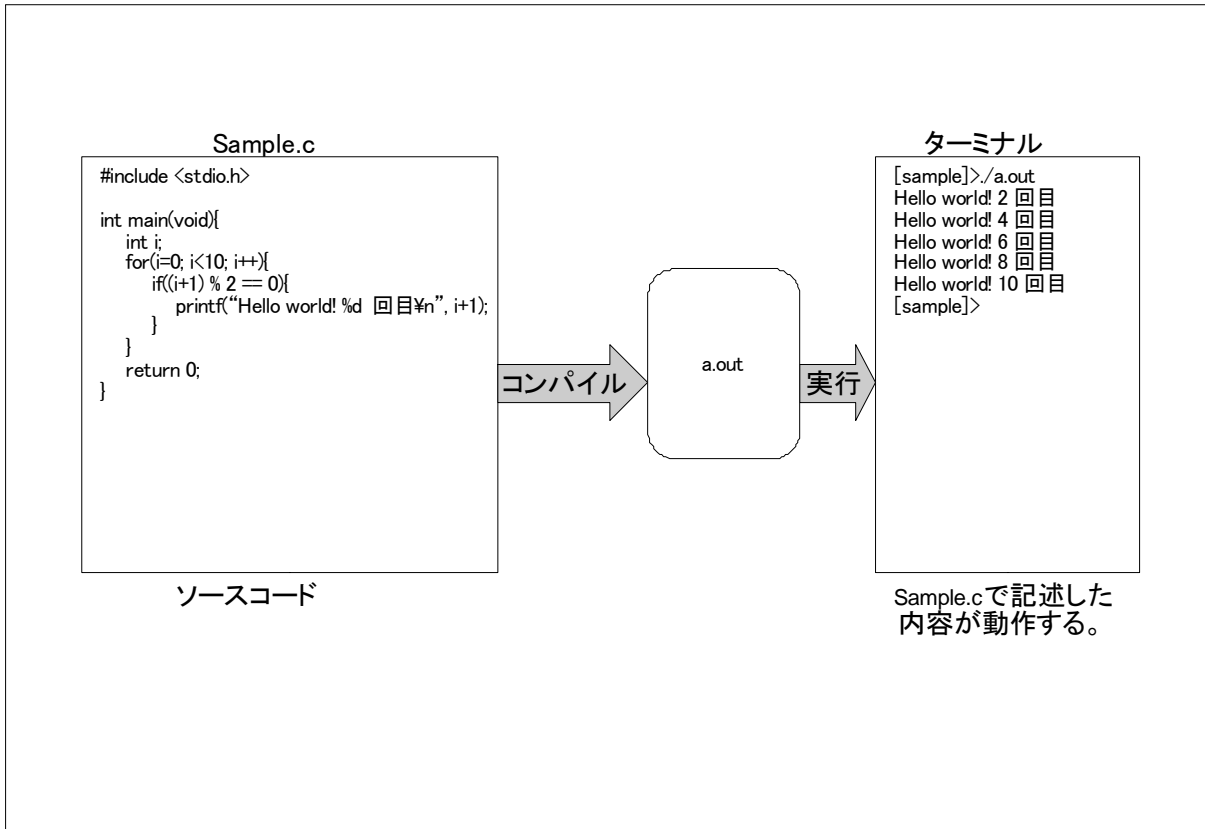 Sample.c
#include <stdio.h>
int main(void){
int i;
for(i=0; i<10; i++){
if((i+1) % 2 == 0){
printf(“Hello world! %d 回目¥n”, i+1);
}
}
return 0;
}
ソースコード
コンパイル
a.out
実行
ターミナル
[sample]>./a.out
Hello world! 2 回目
Hello world! 4 回目
Hello world! 6 回目
Hello world! 8 回目
Hello world! 10 回目
[sample]>
Sample.cで記述した
内容が動作する。